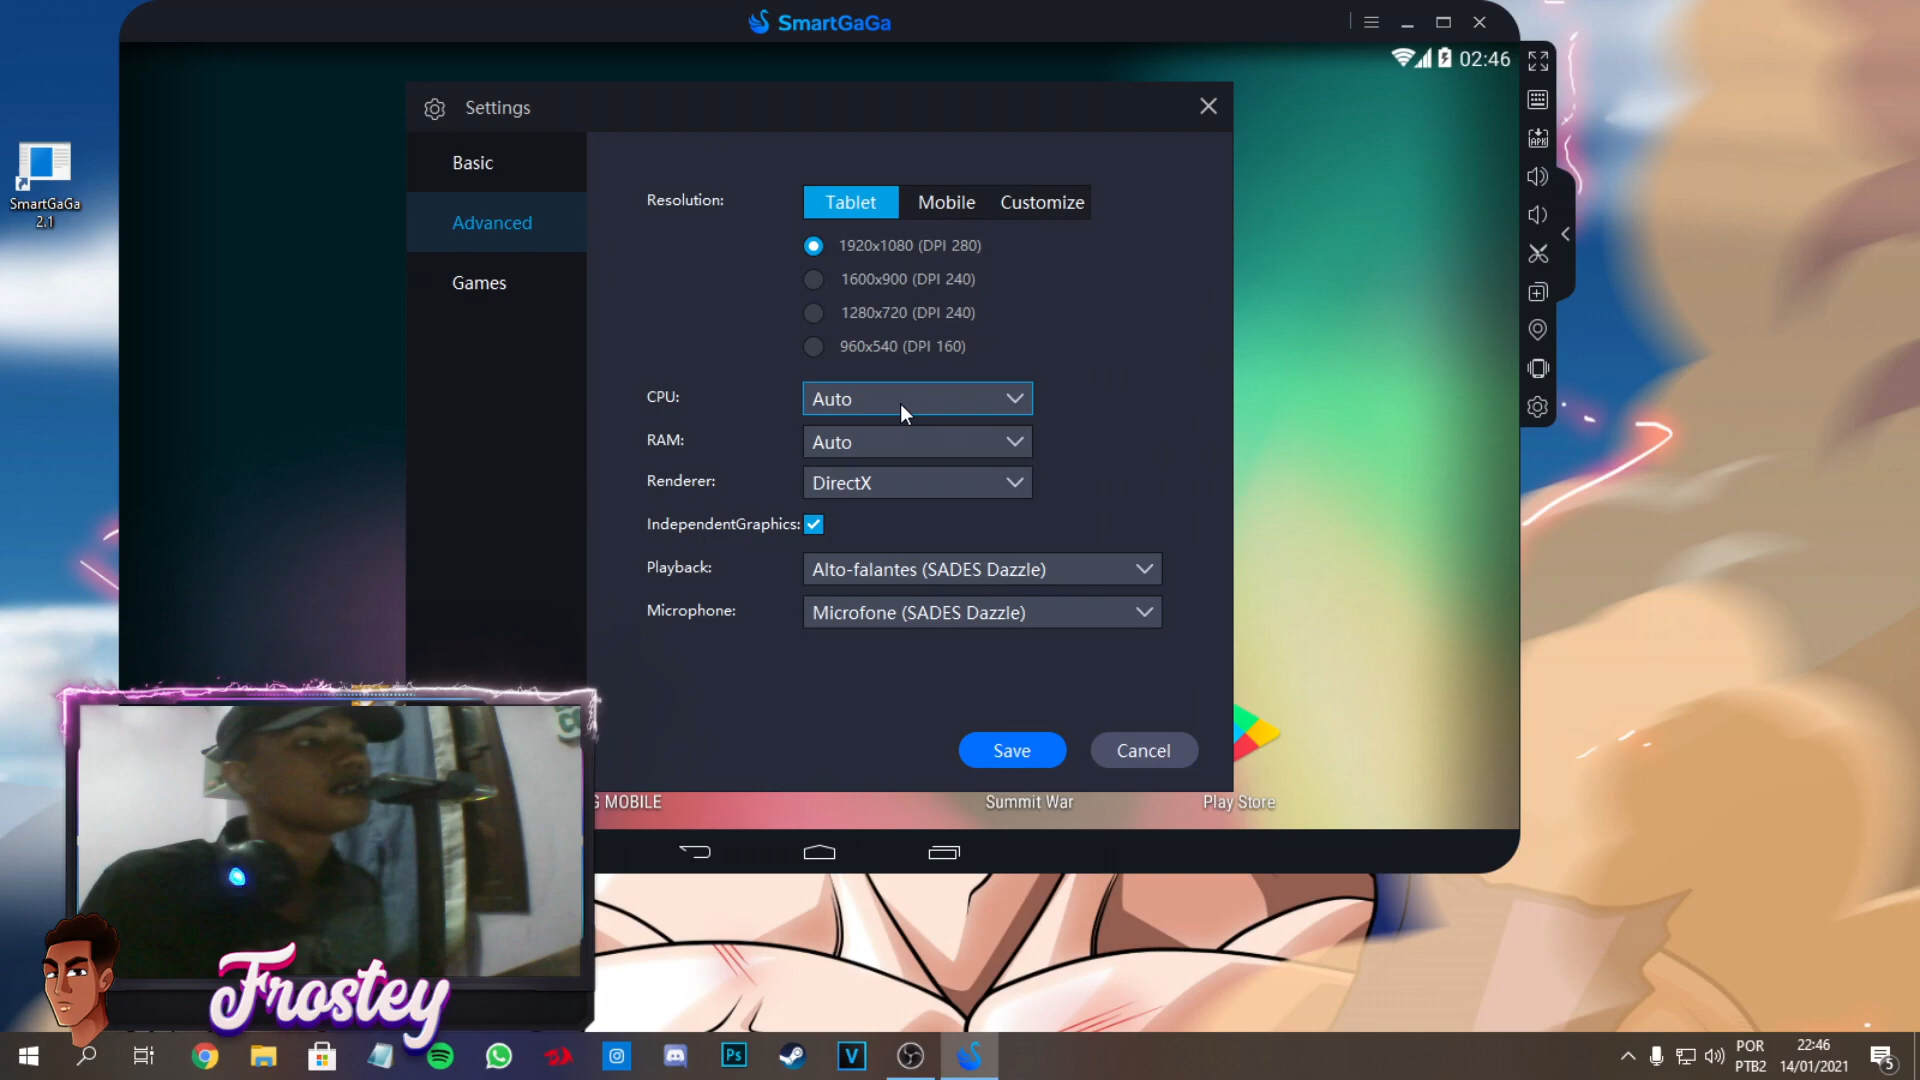 SmartGaGa
02:46
Settings
SmartGaGa
2.1
Basic
Advanced
Games
Resolution:
Tablet
Mobile
Customize
1920x1080 (DPI 280)
1600x900 (DPI 240)
1280x720 (DPI 240)
960x540 (DPI 160)
CPU:
Auto
RAM:
Auto
Renderer:
DirectX
IndependentGraphics:
Playback:
Alto-falantes (SADES Dazzle)
Microphone:
Microfone (SADES Dazzle)
Save
Cancel
G MOBILE
Summit War
Play Store
APK
Frostey
Ps
V
POR
PTB2
22:46
14/01/2021
5